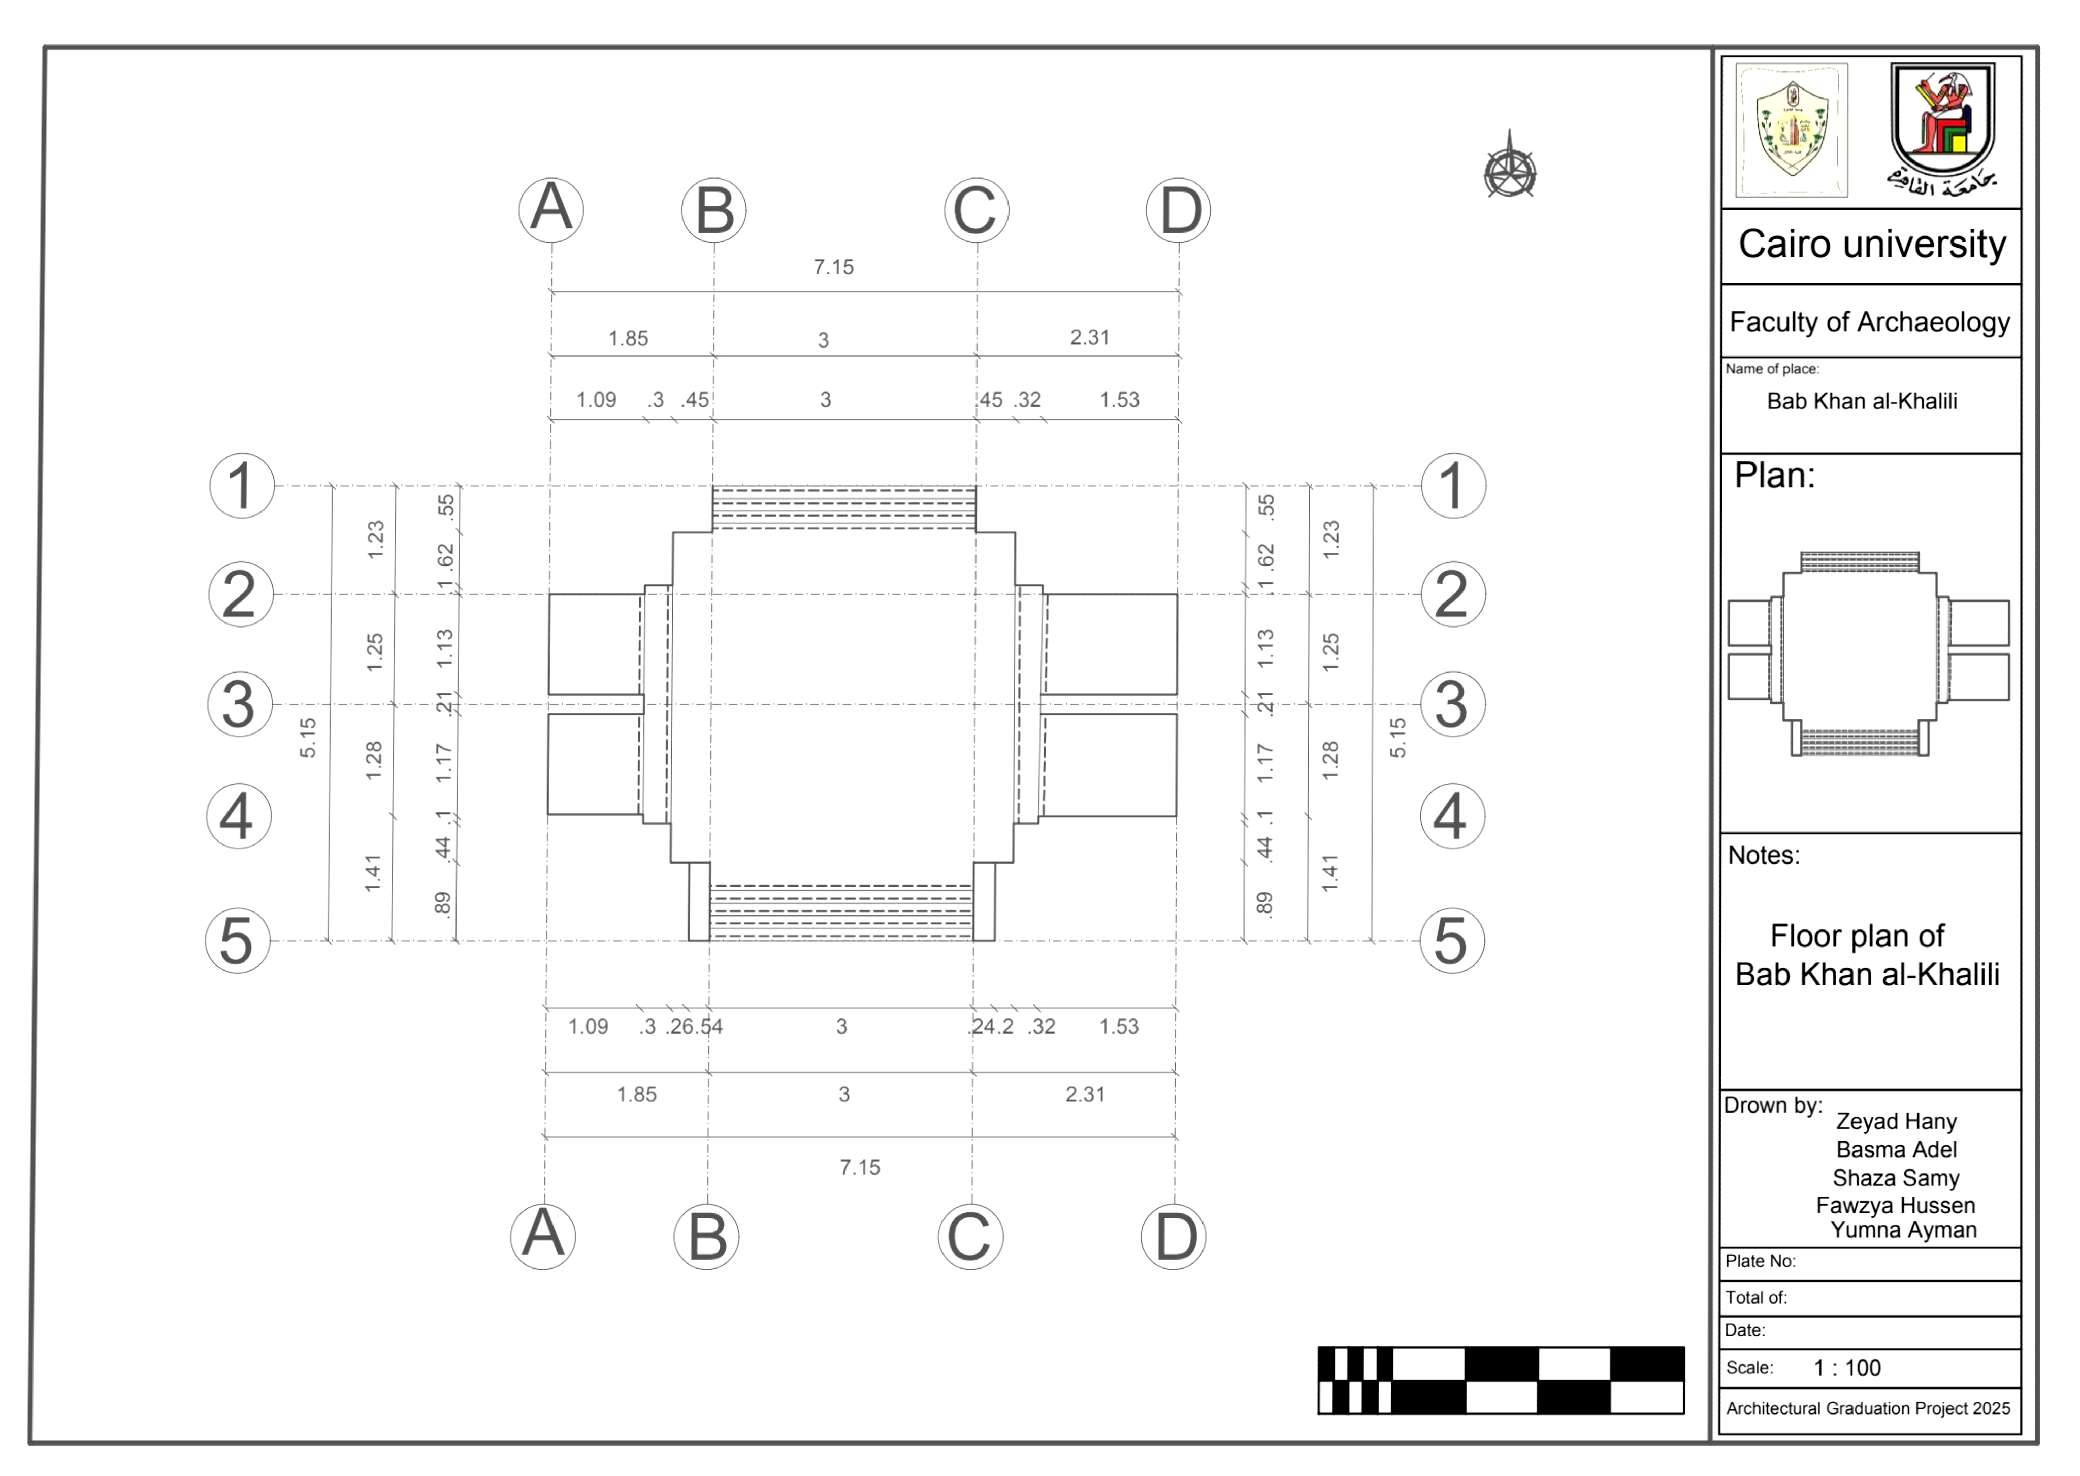 جامعة القاهرة
A B C D
7.15
1.85 3 2.31
1.09 .3 .45 3 .45 .32 1.53
1 1
2 2
3 3
4 4
5 5
5.15
1.23
1.25
1.28
1.41
.55
.62
.1
1.13
.21
1.17
.1
.44
.89
.55
.62
.1
1.13
.21
1.17
.1
.44
.89
1.23
1.25
1.28
1.41
5.15
1.09 .3 .26.54 3 .24.2 .32 1.53
1.85 3 2.31
7.15
A B C D
Cairo university
Faculty of Archaeology
Name of place:
Bab Khan al-Khalili
Plan:
Notes:
Floor plan of
Bab Khan al-Khalili
Drown by:
Zeyad Hany
Basma Adel
Shaza Samy
Fawzya Hussen
Yumna Ayman
Plate No:
Total of:
Date:
Scale: 1 : 100
Architectural Graduation Project 2025